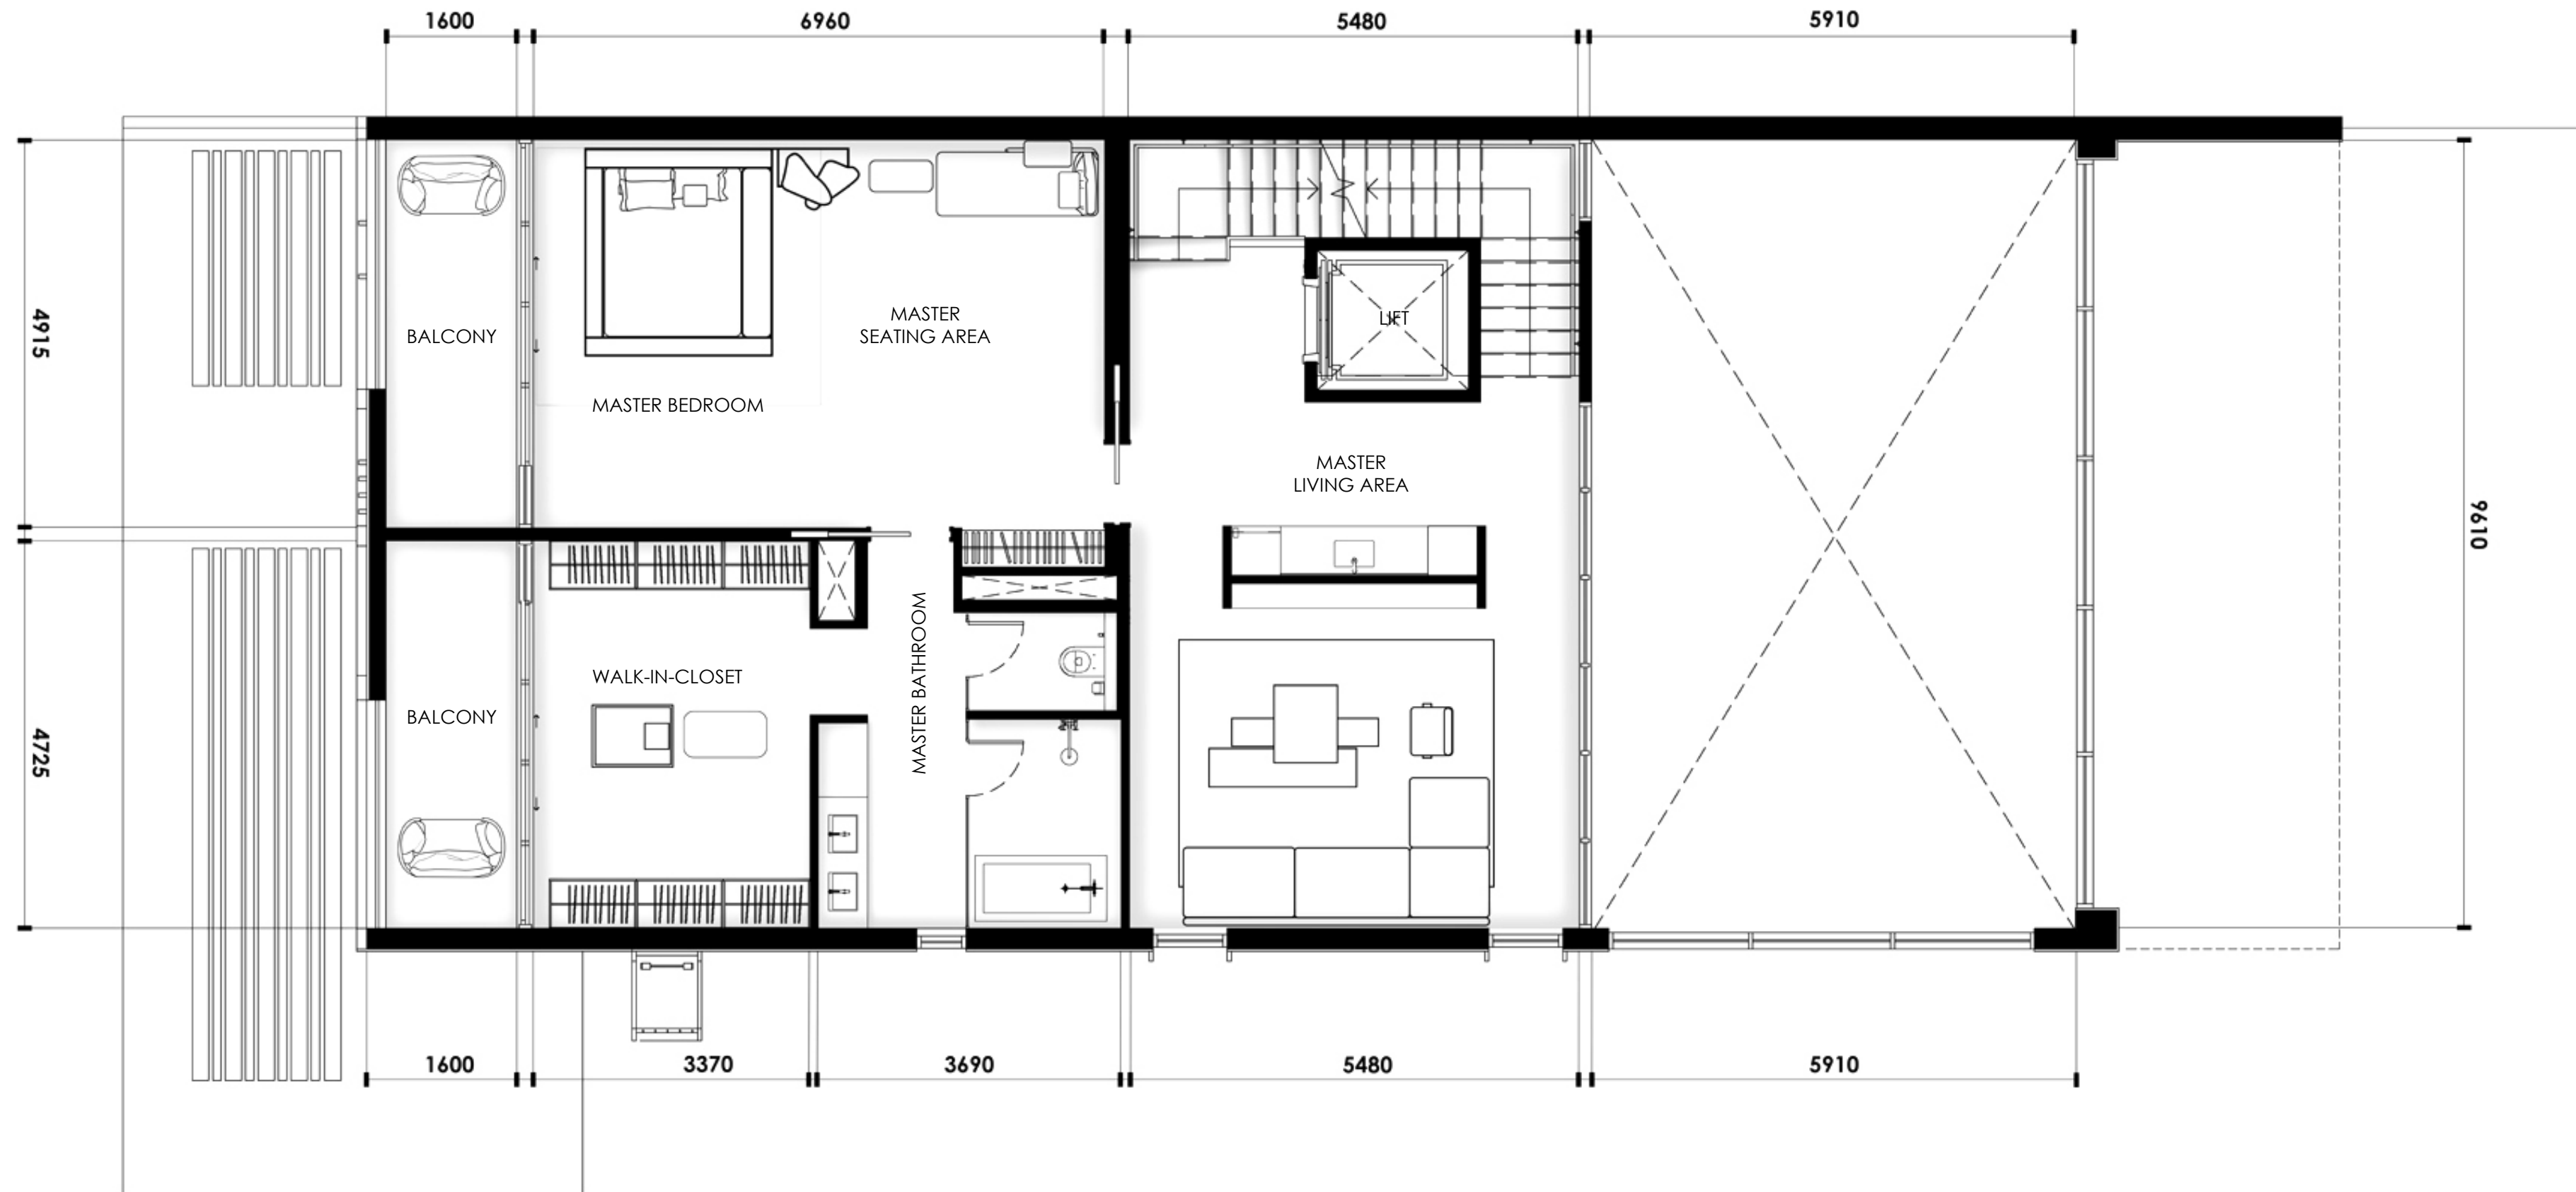 1600
6960
5480
5910
4915
4725
9610
BALCONY
MASTER
SEATING AREA
LIFT
MASTER BEDROOM
MASTER
LIVING AREA
WALK-IN-CLOSET
MASTER BATHROOM
BALCONY
1600
3370
3690
5480
5910